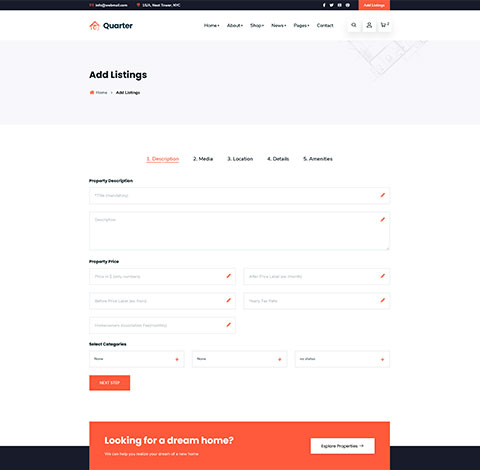 info@webmail.com 15/A, Nest Tower, NYC Add Listings
Quarter Home About Shop News Pages Contact 2
Add Listings
Home > Add Listings
1. Description 2. Media 3. Location 4. Details 5. Amenities
Property Description
*Title (mandatory)
Description
Property Price
Price in $ (only numbers) After Price Label (ex: /month)
Before Price Label (ex: from) Yearly Tax Rate
Homeowners Association Fee(monthly)
Select Categories
None None no status
NEXT STEP
Looking for a dream home?
We can help you realize your dream of a new home
Explore Properties →